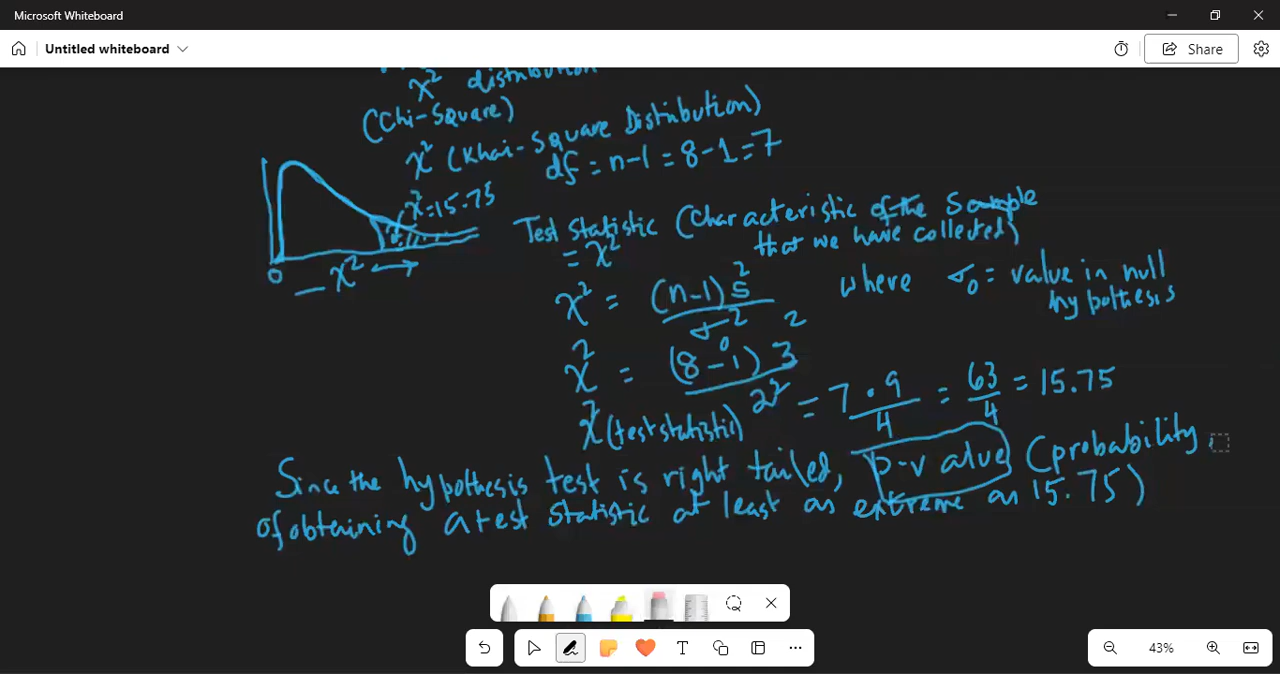 Microsoft Whiteboard
Untitled whiteboard
Share
χ² distribution
(Chi-Square)
χ² (Khai-Square Distribution)
df = n-1 = 8-1 = 7
χ² = 15.75
0
χ²
Test Statistic (Characteristic of the Sample
that we have collected)
= χ²
χ² = (n-1) s² / σ₀²
where σ₀ = value in null
hypothesis
χ² = (8-1) 3² / 2² = 7 · 9 / 4 = 63 / 4 = 15.75
χ² (test statistic)
Since the hypothesis test is right tailed, p-value (probability
of obtaining a test statistic at least as extreme as 15.75)
43%